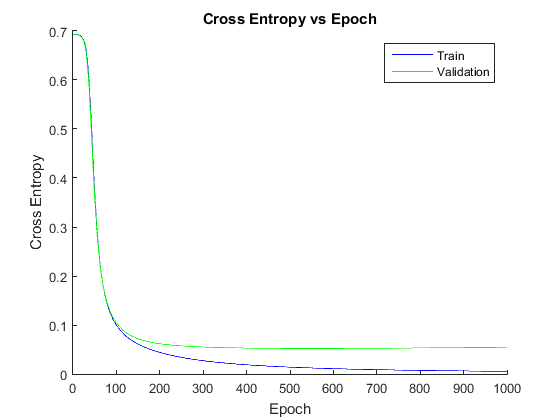 Cross Entropy vs Epoch
Train
Validation
0.7
0.6
0.5
0.4
0.3
0.2
0.1
0
Cross Entropy
0 100 200 300 400 500 600 700 800 900 1000
Epoch